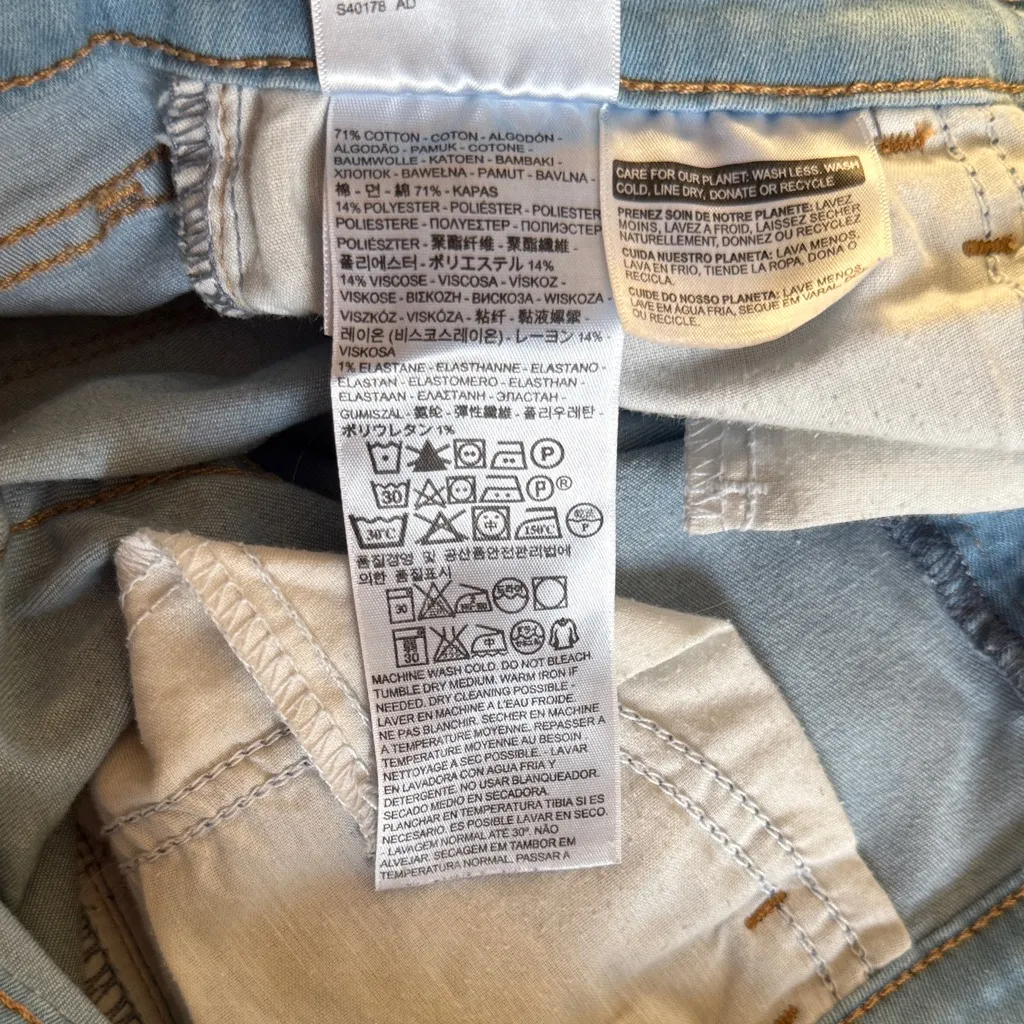 S40178 AD
71% COTTON - COTON - ALGODÓN -
ALGODÃO - PAMUK - COTONE -
BAUMWOLLE - KATOEN - BAMBAKI -
ХЛОПОК - BAWEŁNA - PAMUT - BAVLNA -
棉 - 면 - 綿 71% - KAPAS
14% POLYESTER - POLIÉSTER - POLIESTER
POLIESTERE - ΠΟΛΥΕΣΤΕΡ - ПОЛИЭСТЕР
POLIÉSZTER - 聚酯纤维 - 聚酯纖維 -
폴리에스터 - ポリエステル 14%
14% VISCOSE - VISCOSA - VÍSKOZ -
VISKOSE - ΒΙΣΚΟΖΗ - ВИСКОЗА - WISKOZA -
VISZKÓZ - VISKÓZA - 粘纤 - 黏液嫘縈 -
레이온 (비스코스레이온) - レーヨン 14% -
VISKOSA
1% ELASTANE - ELASTHANNE - ELASTANO -
ELASTAN - ELASTOMERO - ELASTHAN -
ELASTAAN - ΕΛΑΣΤΑΝΗ - ЭЛАСТАН -
GUMISZÁL - 氨纶 - 彈性纖維 - 폴리우레탄 -
ポリウレタン 1%
P
30 P ®
30°C 中 150°C P
품질경영 및 공산품안전관리법에
의한 품질표시
30
30 中
MACHINE WASH COLD. DO NOT BLEACH.
TUMBLE DRY MEDIUM. WARM IRON IF
NEEDED. DRY CLEANING POSSIBLE -
LAVER EN MACHINE A L'EAU FROIDE.
NE PAS BLANCHIR. SECHER EN MACHINE
A TEMPERATURE MOYENNE. REPASSER A
TEMPERATURE MOYENNE AU BESOIN
NETTOYAGE A SEC POSSIBLE. - LAVAR
EN LAVADORA CON AGUA FRIA Y
DETERGENTE. NO USAR BLANQUEADOR.
SECADO MEDIO EN SECADORA.
PLANCHAR EN TEMPERATURA TIBIA SI ES
NECESARIO. ES POSIBLE LAVAR EN SECO.
- LAVAGEM NORMAL ATÉ 30º. NÃO
ALVEJAR. SECAGEM EM TAMBOR EM
TEMPERATURA NORMAL. PASSAR A
CARE FOR OUR PLANET: WASH LESS, WASH
COLD, LINE DRY, DONATE OR RECYCLE
PRENEZ SOIN DE NOTRE PLANETE: LAVEZ
MOINS, LAVEZ A FROID, LAISSEZ SÉCHER
NATURELLEMENT, DONNEZ OU RECYCLEZ
CUIDA NUESTRO PLANETA: LAVA MENOS,
LAVA EN FRIO, TIENDE LA ROPA, DONA O
RECICLA.
CUIDE DO NOSSO PLANETA: LAVE MENOS,
LAVE EM AGUA FRIA, SEQUE EM VARAL,
OU RECICLE.